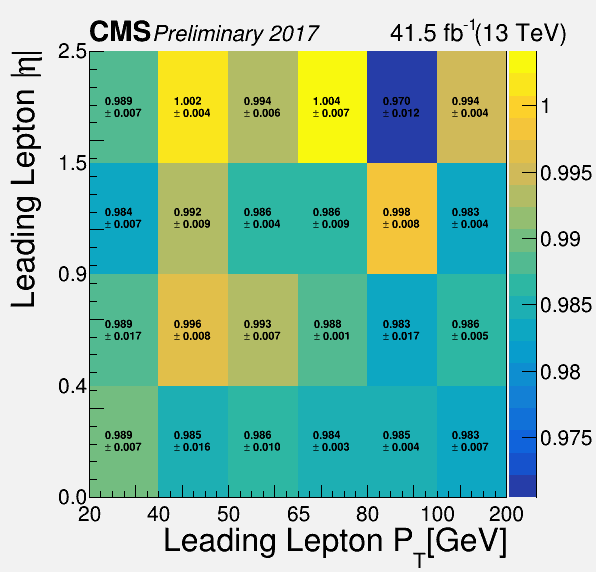 CMS Preliminary 2017 41.5 fb⁻¹(13 TeV)
Leading Lepton |η|
2.5
0.989 1.002 0.994 1.004 0.970 0.994
± 0.007 ± 0.004 ± 0.006 ± 0.007 ± 0.012 ± 0.004
1
1.5
0.995
0.984 0.992 0.986 0.986 0.998 0.983
± 0.007 ± 0.009 ± 0.004 ± 0.009 ± 0.008 ± 0.004
0.99
0.9
0.985
0.989 0.996 0.993 0.988 0.983 0.986
± 0.017 ± 0.008 ± 0.007 ± 0.001 ± 0.017 ± 0.005
0.98
0.4
0.975
0.989 0.985 0.986 0.984 0.985 0.983
± 0.007 ± 0.016 ± 0.010 ± 0.003 ± 0.004 ± 0.007
0.0
20 40 50 65 80 100 200
Leading Lepton P_T[GeV]